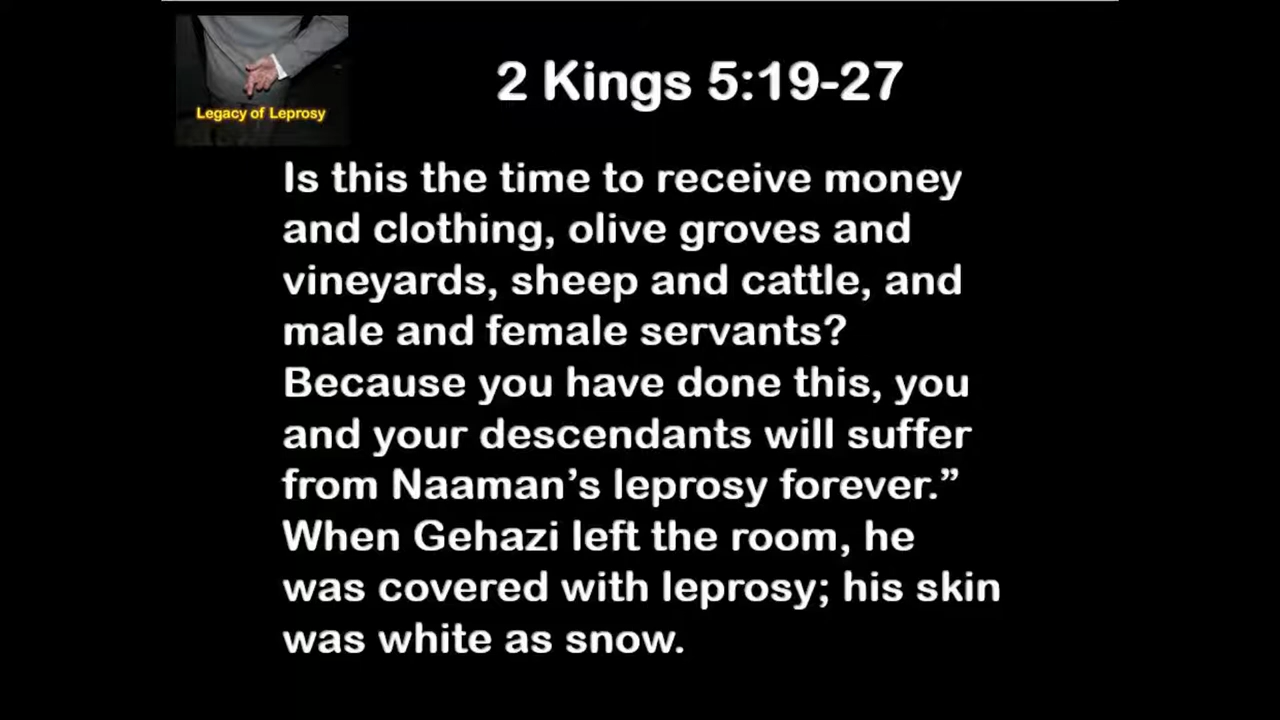 Legacy of Leprosy
2 Kings 5:19-27
Is this the time to receive money
and clothing, olive groves and
vineyards, sheep and cattle, and
male and female servants?
Because you have done this, you
and your descendants will suffer
from Naaman’s leprosy forever.”
When Gehazi left the room, he
was covered with leprosy; his skin
was white as snow.